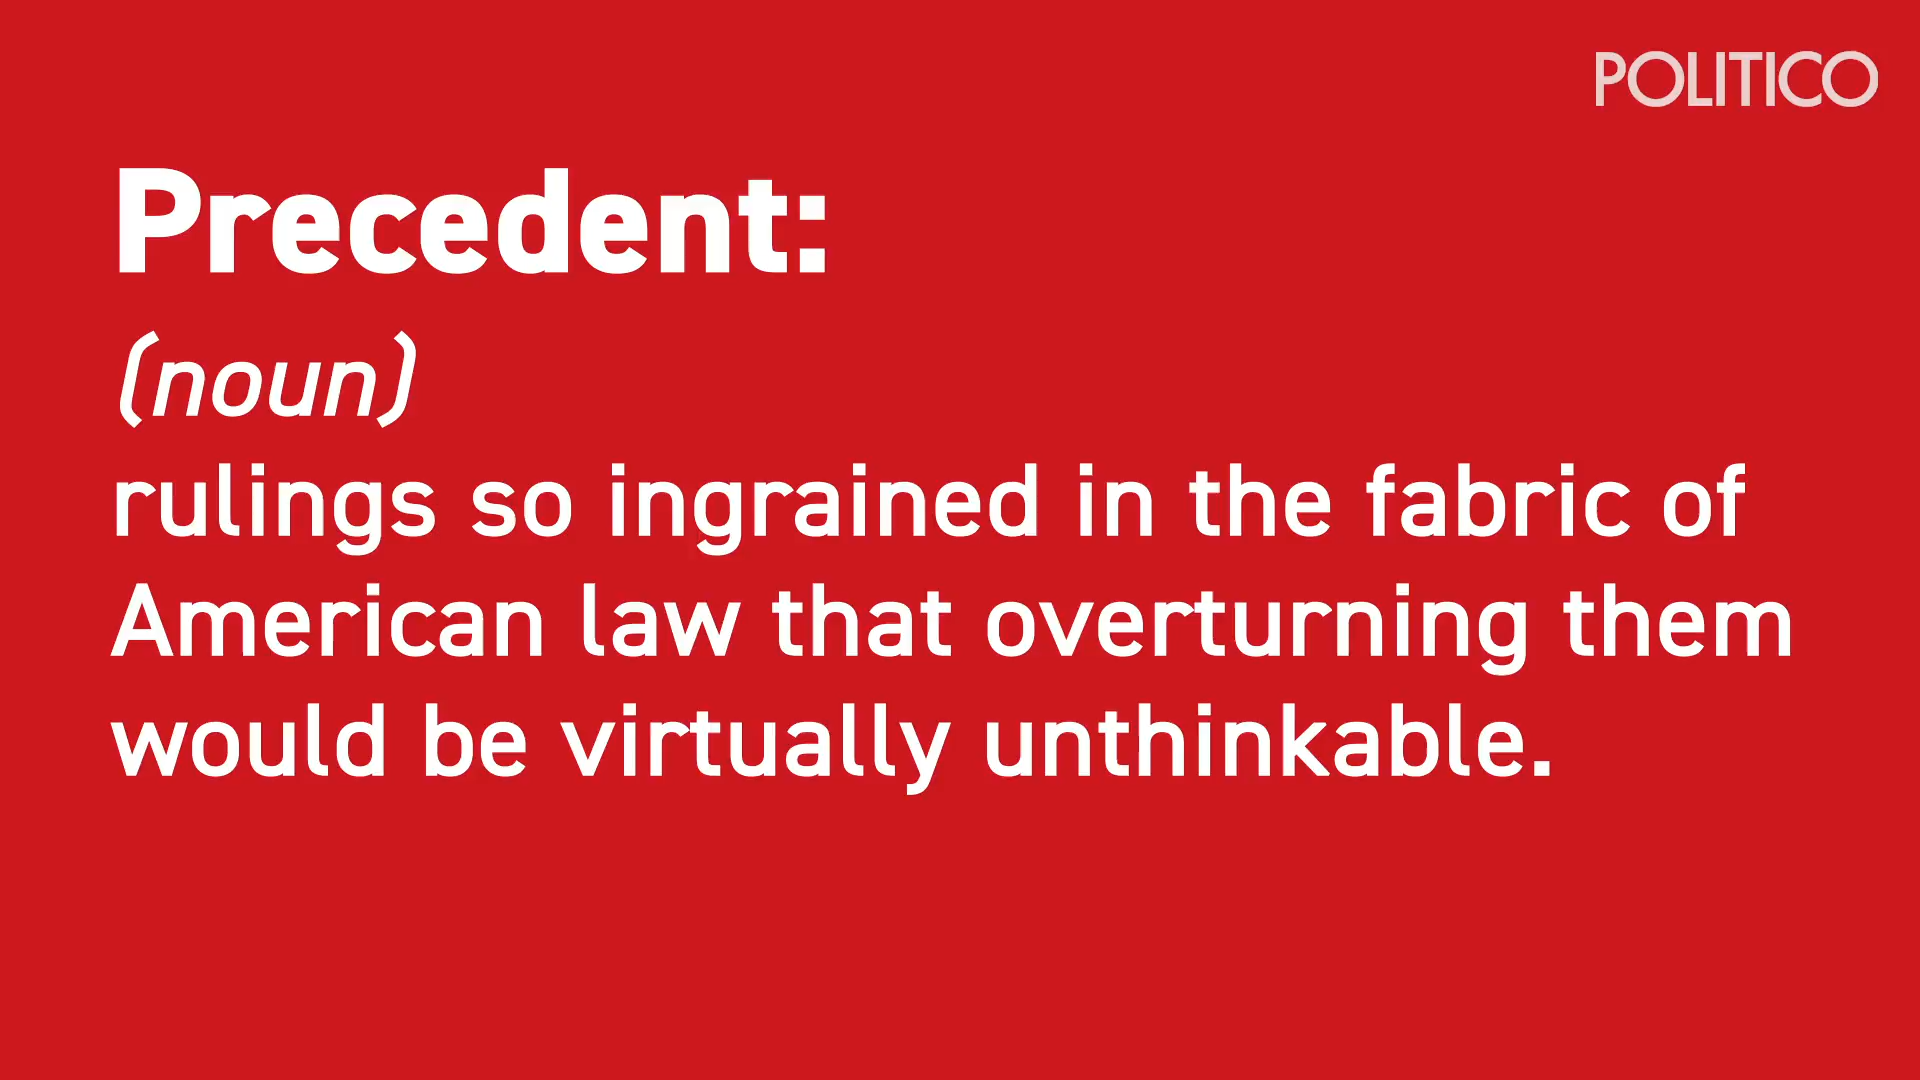 POLITICO
Precedent:
(noun)
rulings so ingrained in the fabric of
American law that overturning them
would be virtually unthinkable.